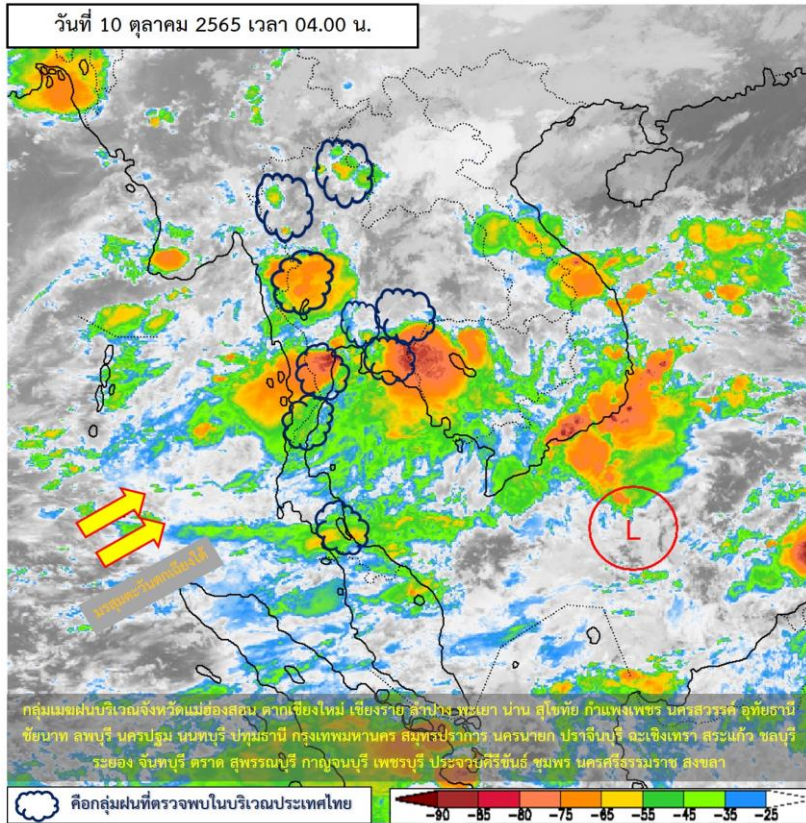 วันที่ 10 ตุลาคม 2565 เวลา 04.00 น.
L
มรสุมตะวันตกเฉียงใต้
กลุ่มเมฆฝนบริเวณจังหวัดแม่ฮ่องสอน ตากเชียงใหม่ เชียงราย ลำปาง พะเยา น่าน สุโขทัย กำแพงเพชร นครสวรรค์ อุทัยธานี
ชัยนาท ลพบุรี นครปฐม นนทบุรี ปทุมธานี กรุงเทพมหานคร สมุทรปราการ นครนายก ปราจีนบุรี ฉะเชิงเทรา สระแก้ว ชลบุรี
ระยอง จันทบุรี ตราด สุพรรณบุรี กาญจนบุรี เพชรบุรี ประจวบคีรีขันธ์ ชุมพร นครศรีธรรมราช สงขลา
คือกลุ่มฝนที่ตรวจพบในบริเวณประเทศไทย
-90 -85 -80 -75 -65 -55 -45 -35 -25